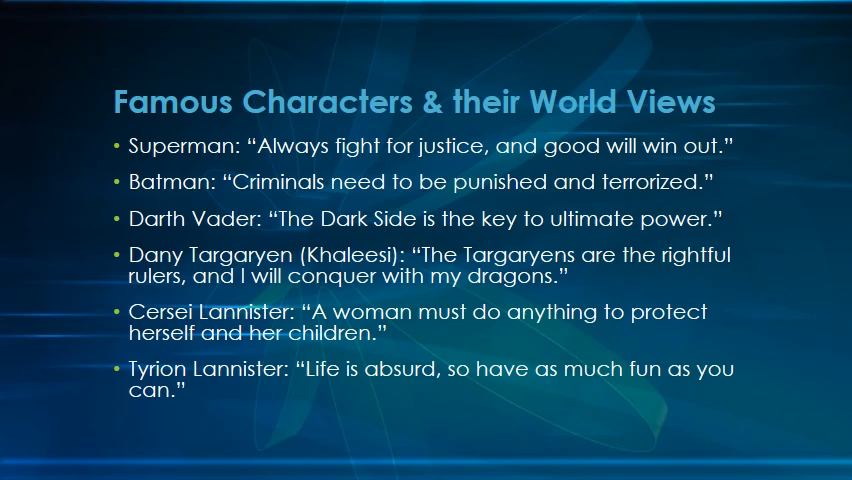 Famous Characters & their World Views
• Superman: “Always fight for justice, and good will win out.”
• Batman: “Criminals need to be punished and terrorized.”
• Darth Vader: “The Dark Side is the key to ultimate power.”
• Dany Targaryen (Khaleesi): “The Targaryens are the rightful
rulers, and I will conquer with my dragons.”
• Cersei Lannister: “A woman must do anything to protect
herself and her children.”
• Tyrion Lannister: “Life is absurd, so have as much fun as you
can.”